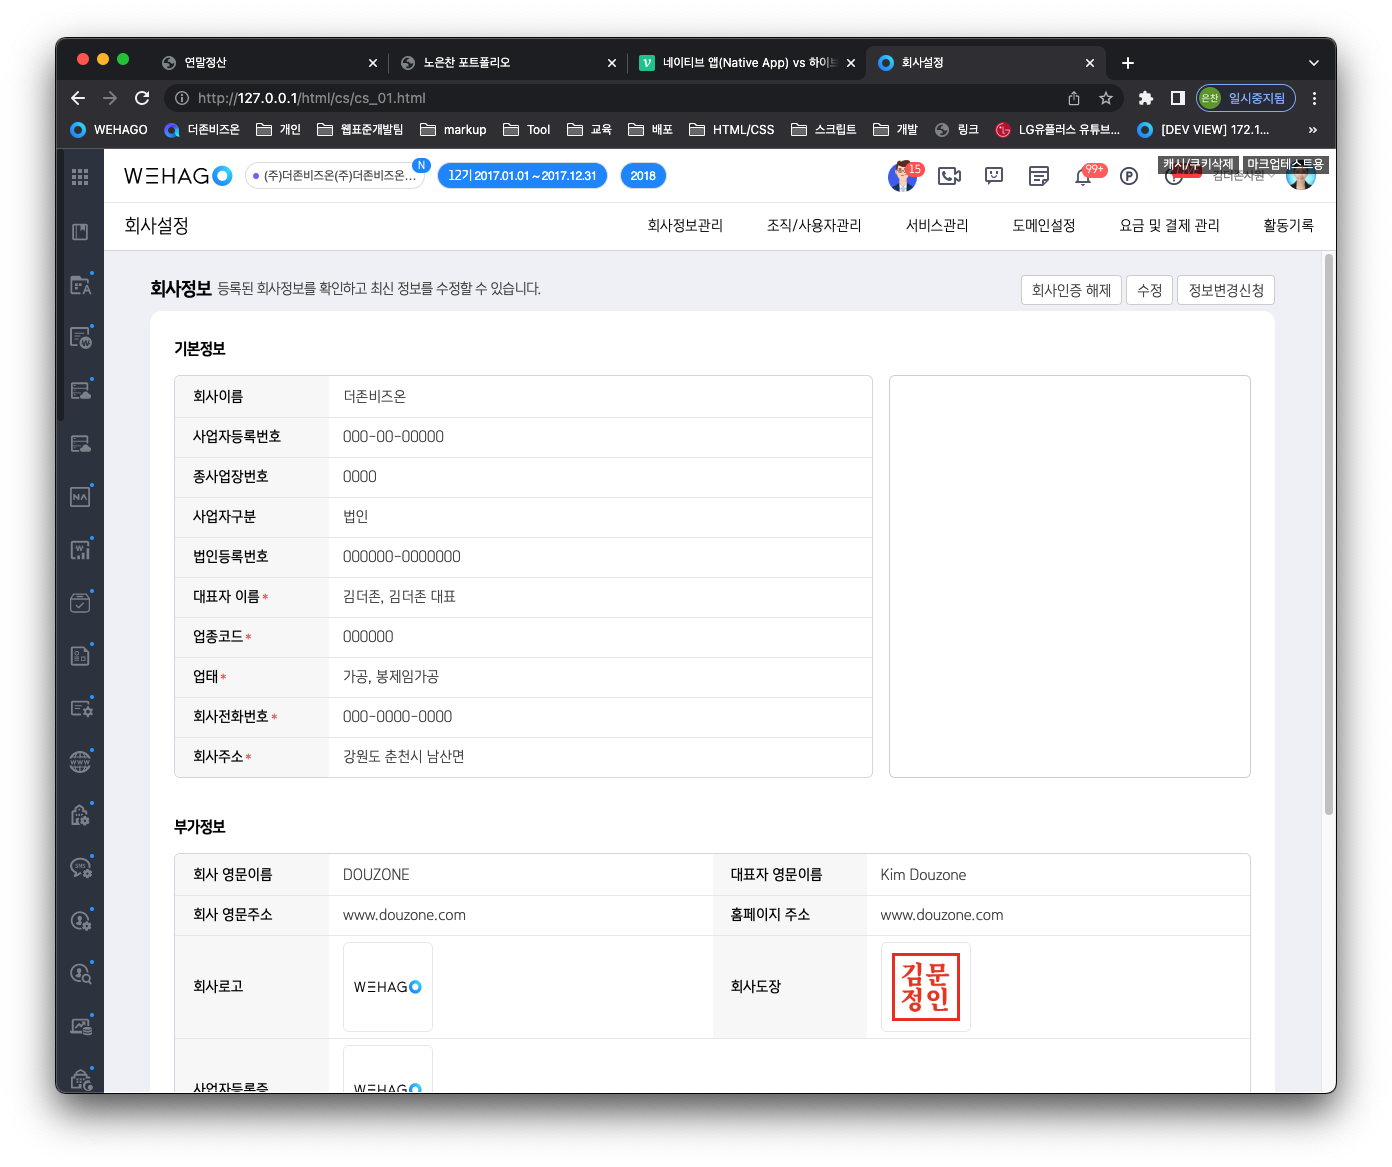 연말정산
노은찬 포트폴리오
네이티브 앱(Native App) vs 하이브
회사설정
http://127.0.0.1/html/cs/cs_01.html
은찬 일시중지됨
WEHAGO
더존비즈온
개인
웹표준개발팀
markup
Tool
교육
배포
HTML/CSS
스크립트
개발
링크
LG유플러스 유튜브...
[DEV VIEW] 172.1...
WEHAGO
(주)더존비즈온(주)더존비즈온...
N
12기 2017.01.01 ~ 2017.12.31
2018
15
99+
캐시/쿠키삭제
마크업테스트용
김더존사원
회사설정
회사정보관리
조직/사용자관리
서비스관리
도메인설정
요금 및 결제 관리
활동기록
회사정보 등록된 회사정보를 확인하고 최신 정보를 수정할 수 있습니다.
회사인증 해제
수정
정보변경신청
기본정보
회사이름 더존비즈온
사업자등록번호 000-00-00000
종사업장번호 0000
사업자구분 법인
법인등록번호 000000-0000000
대표자 이름* 김더존, 김더존 대표
업종코드* 000000
업태* 가공, 봉제임가공
회사전화번호* 000-0000-0000
회사주소* 강원도 춘천시 남산면
부가정보
회사 영문이름 DOUZONE 대표자 영문이름 Kim Douzone
회사 영문주소 www.douzone.com 홈페이지 주소 www.douzone.com
회사로고 WEHAGO 회사도장
김문
정인
사업자등록증 WEHAGO